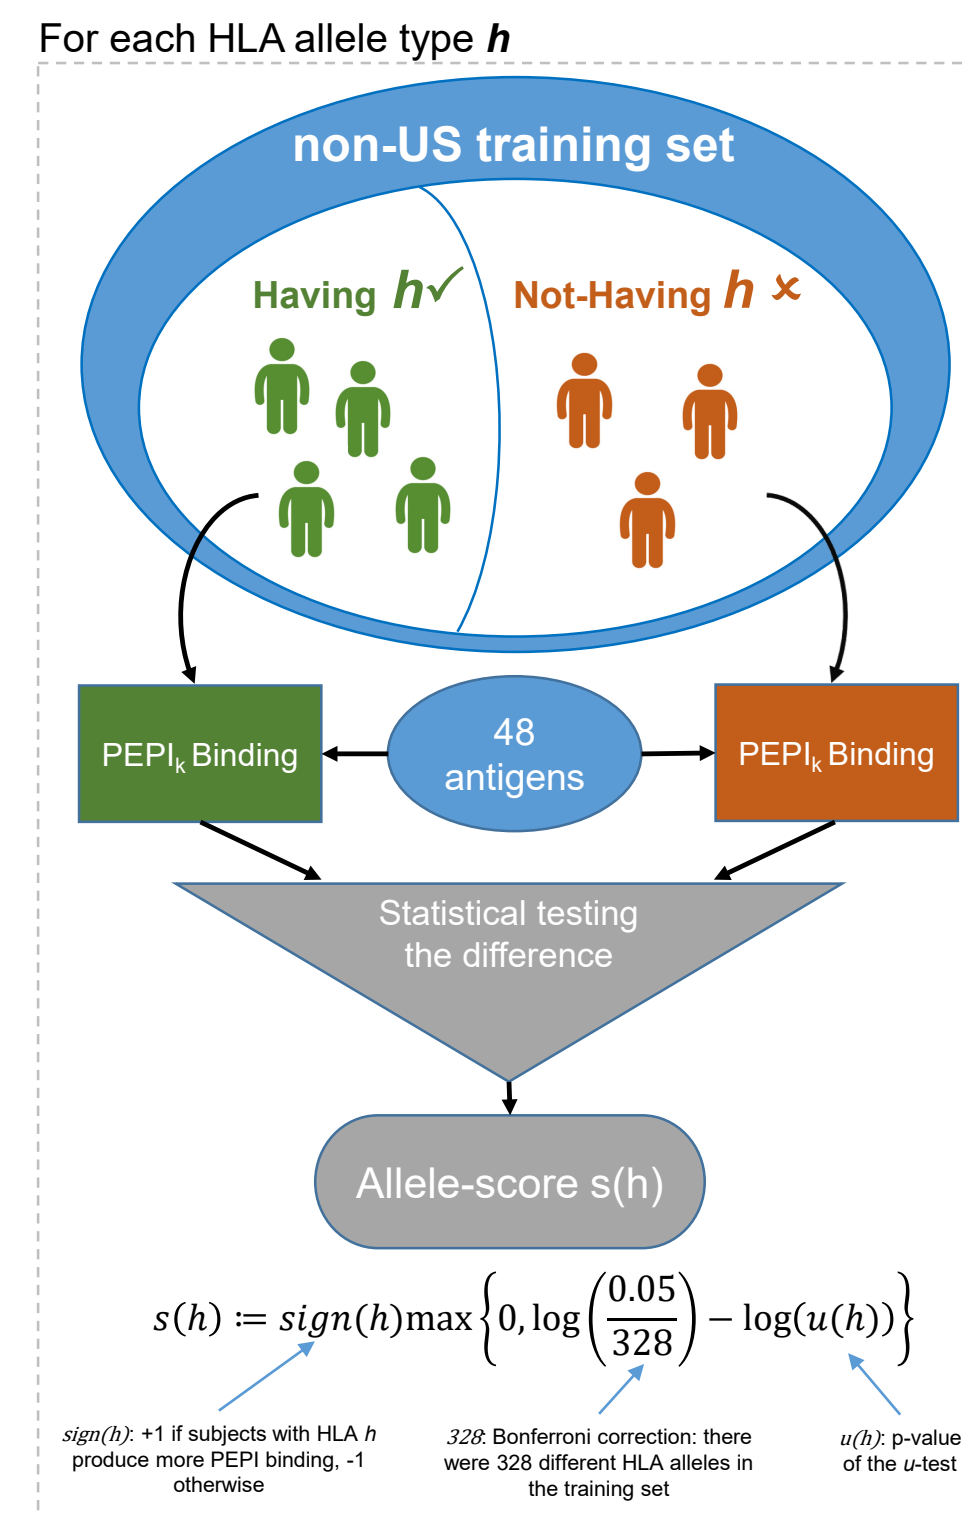 For each HLA allele type h
non-US training set
Having h✓
Not-Having h ×
PEPIk Binding
48
antigens
PEPIk Binding
Statistical testing
the difference
Allele-score s(h)
s(h) ≔ sign(h)max{0, log(0.05/328) − log(u(h))}
sign(h): +1 if subjects with HLA h
produce more PEPI binding, -1
otherwise
328: Bonferroni correction: there
were 328 different HLA alleles in
the training set
u(h): p-value
of the u-test